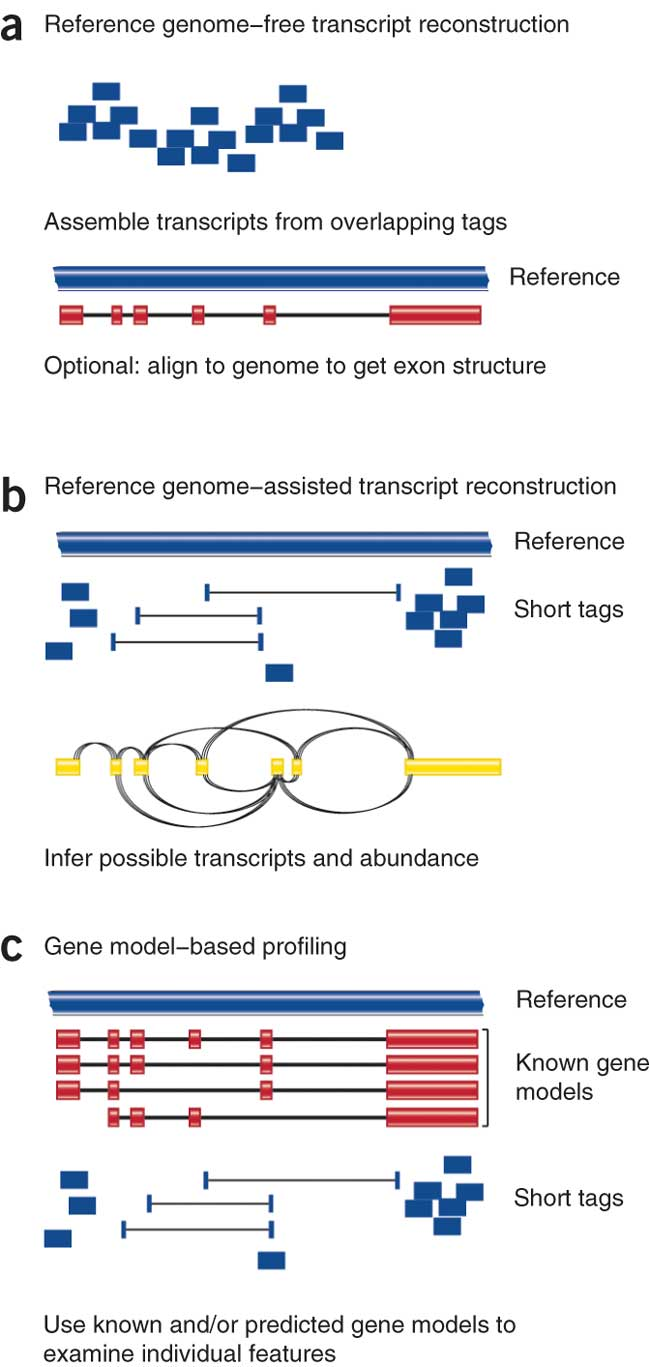 a Reference genome–free transcript reconstruction
Assemble transcripts from overlapping tags
Reference
Optional: align to genome to get exon structure
b Reference genome–assisted transcript reconstruction
Reference
Short tags
Infer possible transcripts and abundance
c Gene model–based profiling
Reference
Known gene
models
Short tags
Use known and/or predicted gene models to
examine individual features